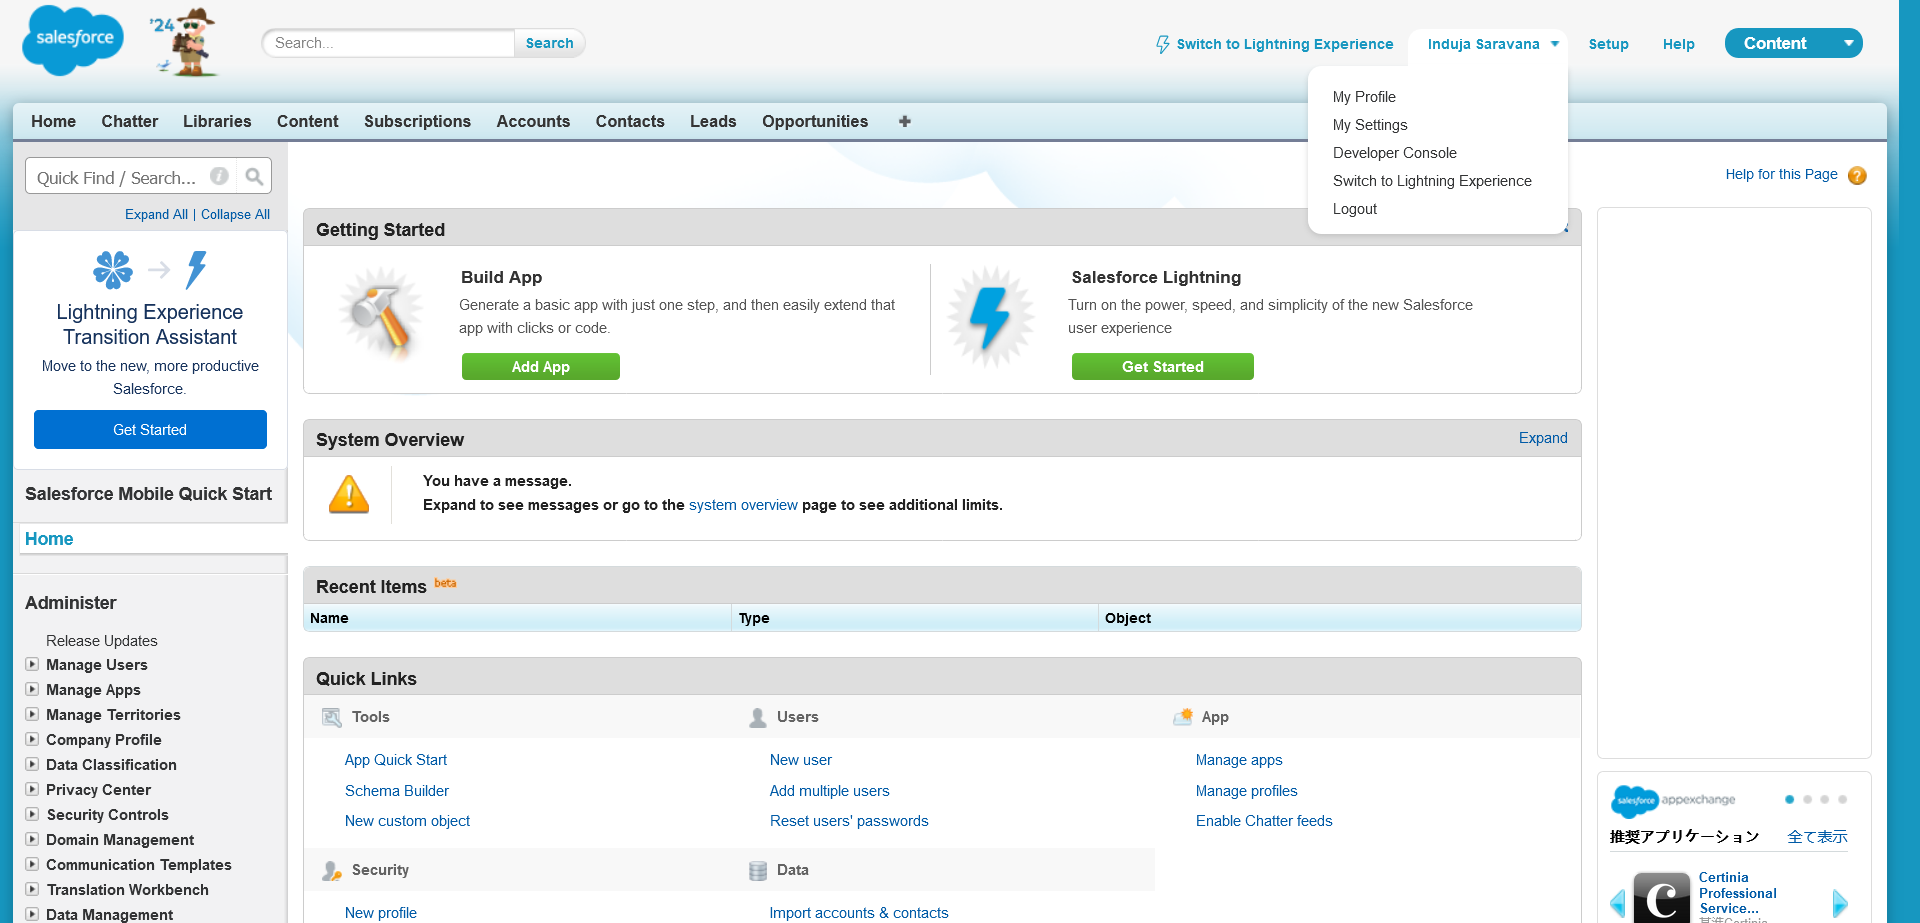 salesforce
'24
Search...
Search
Switch to Lightning Experience
Induja Saravana
Setup
Help
Content
My Profile
My Settings
Developer Console
Switch to Lightning Experience
Logout
Home
Chatter
Libraries
Content
Subscriptions
Accounts
Contacts
Leads
Opportunities
+
Quick Find / Search...
Expand All | Collapse All
Lightning Experience
Transition Assistant
Move to the new, more productive
Salesforce.
Get Started
Salesforce Mobile Quick Start
Home
Administer
Release Updates
Manage Users
Manage Apps
Manage Territories
Company Profile
Data Classification
Privacy Center
Security Controls
Domain Management
Communication Templates
Translation Workbench
Data Management
Help for this Page
?
Getting Started
Build App
Generate a basic app with just one step, and then easily extend that
app with clicks or code.
Add App
Salesforce Lightning
Turn on the power, speed, and simplicity of the new Salesforce
user experience
Get Started
System Overview
Expand
You have a message.
Expand to see messages or go to the system overview page to see additional limits.
Recent Items beta
Name
Type
Object
Quick Links
Tools
App Quick Start
Schema Builder
New custom object
Users
New user
Add multiple users
Reset users' passwords
App
Manage apps
Manage profiles
Enable Chatter feeds
Security
New profile
Data
Import accounts & contacts
salesforce appexchange
推奨アプリケーション
全て表示
Certinia
Professional
Service...